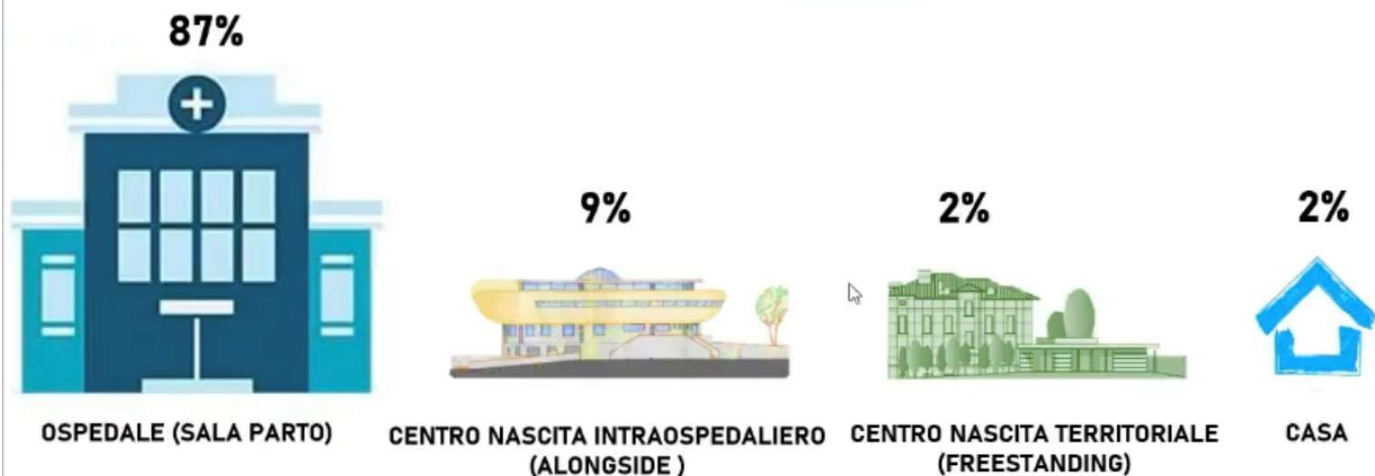 87%
9%
2%
2%
OSPEDALE (SALA PARTO)
CENTRO NASCITA INTRAOSPEDALIERO
(ALONGSIDE )
CENTRO NASCITA TERRITORIALE
(FREESTANDING)
CASA